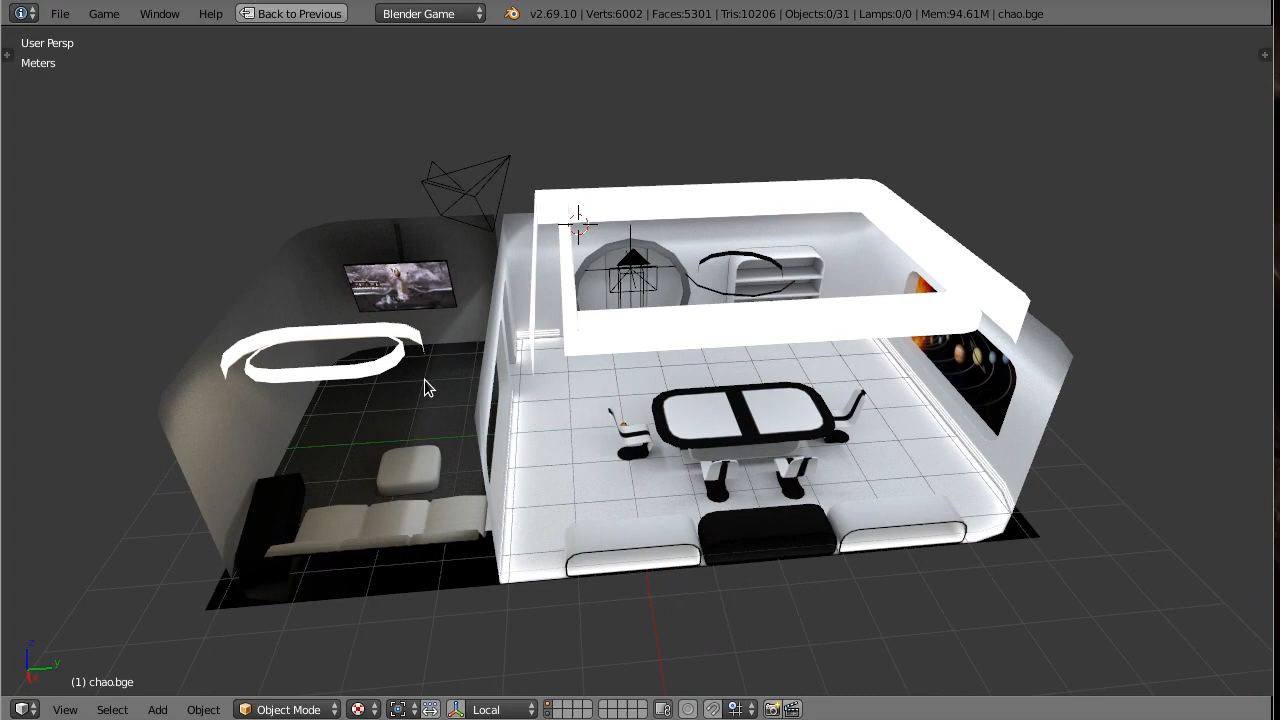 File Game Window Help Back to Previous Blender Game v2.69.10 | Verts:6002 | Faces:5301 | Tris:10206 | Objects:0/31 | Lamps:0/0 | Mem:94.61M | chao.bge
User Persp
Meters
z
y
x
(1) chao.bge
View Select Add Object Object Mode Local